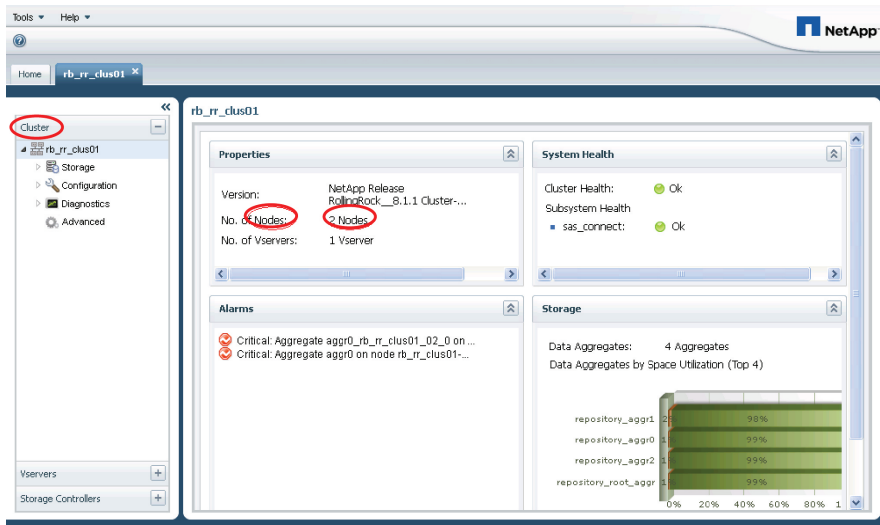 Tools Help
NetApp
Home rb_rr_clus01
Cluster
rb_rr_clus01
Storage
Configuration
Diagnostics
Advanced
Vservers
Storage Controllers
rb_rr_clus01
Properties
Version: NetApp Release
RollingRock__8.1.1 Cluster-...
No. of Nodes: 2 Nodes
No. of Vservers: 1 Vserver
System Health
Cluster Health: Ok
Subsystem Health
sas_connect: Ok
Alarms
Critical: Aggregate aggr0_rb_rr_clus01_02_0 on ...
Critical: Aggregate aggr0 on node rb_rr_clus01-...
Storage
Data Aggregates: 4 Aggregates
Data Aggregates by Space Utilization (Top 4)
repository_aggr1 98%
repository_aggr0 99%
repository_aggr2 99%
repository_root_aggr 99%
0% 20% 40% 60% 80% 1